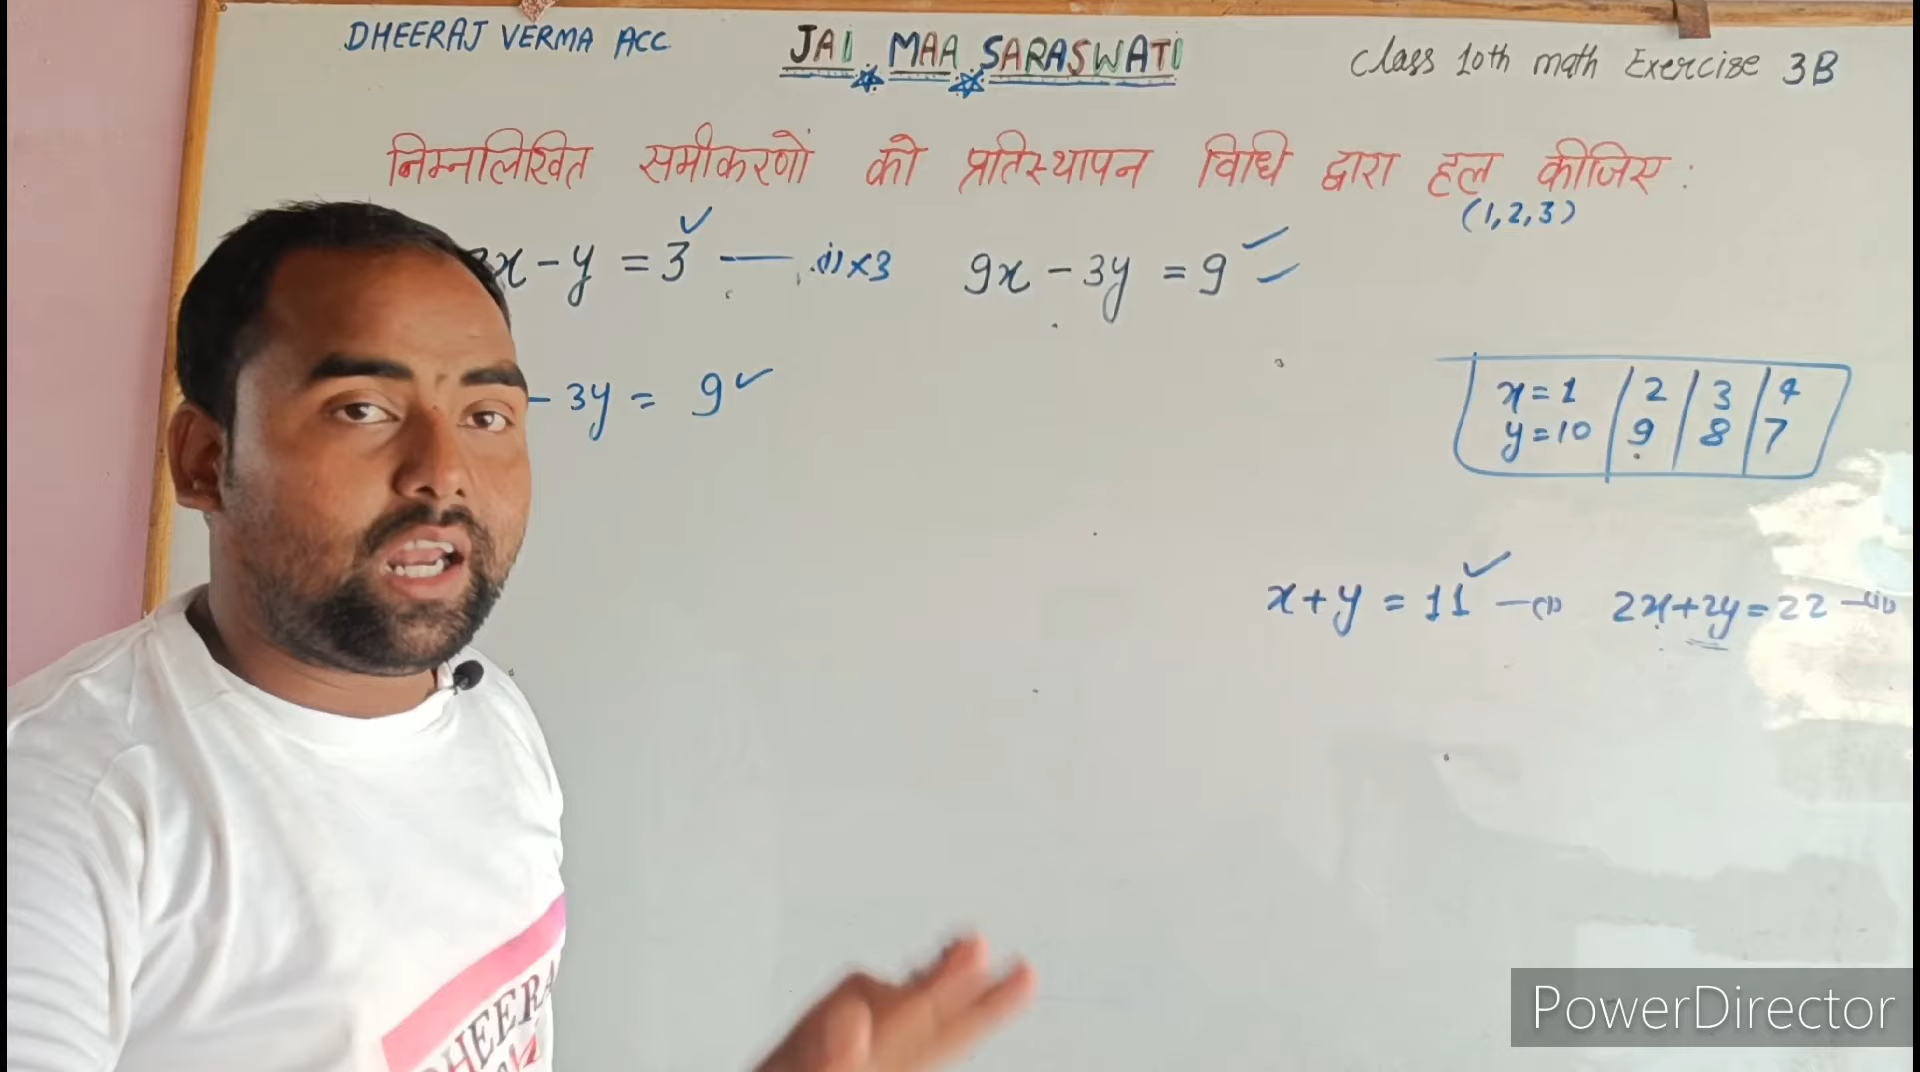 DHEERAJ VERMA ACC JAI MAA SARASWATI Class 10th math Exercise 3B
निम्नलिखित समीकरणों को प्रतिस्थापन विधि द्वारा हल कीजिए :
(1,2,3)
x - y = 3 — (i) × 3 9x - 3y = 9
- 3y = 9
x = 1 | 2 | 3 | 4
y = 10 | 9 | 8 | 7
x + y = 11 — (i) 2x + 2y = 22 — (ii)
DHEERA
PowerDirector